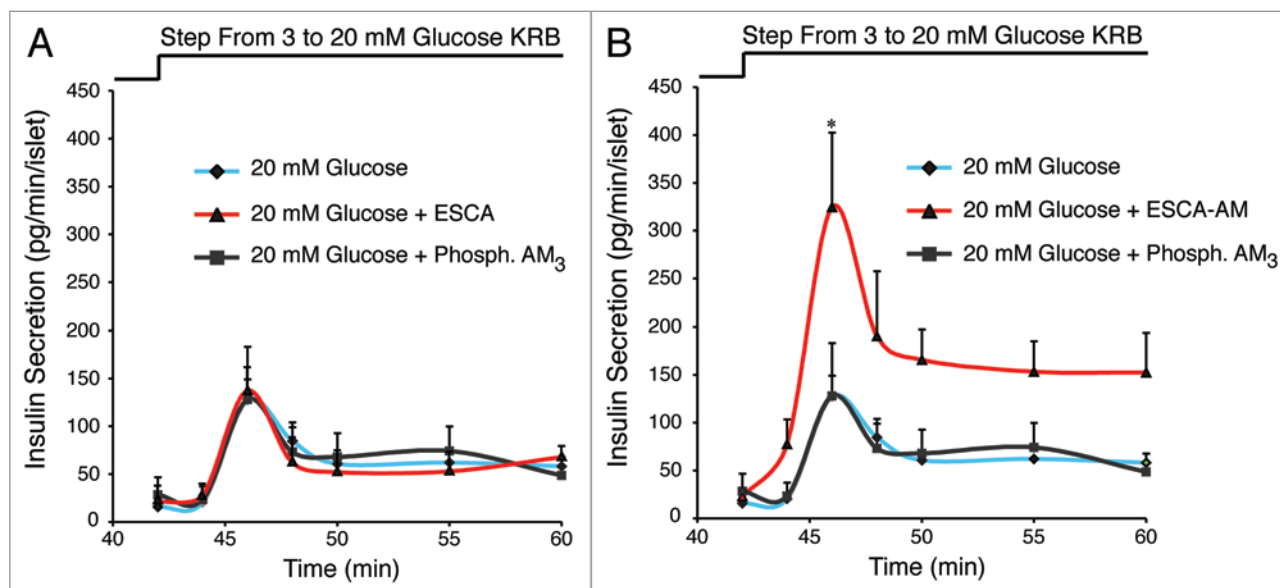 A
Step From 3 to 20 mM Glucose KRB
450
400
350
300
250
200
150
100
50
0
Insulin Secretion (pg/min/islet)
20 mM Glucose
20 mM Glucose + ESCA
20 mM Glucose + Phosph. AM3
40
45
50
55
60
Time (min)
B
Step From 3 to 20 mM Glucose KRB
450
400
350
300
250
200
150
100
50
0
Insulin Secretion (pg/min/islet)
*
20 mM Glucose
20 mM Glucose + ESCA-AM
20 mM Glucose + Phosph. AM3
40
45
50
55
60
Time (min)